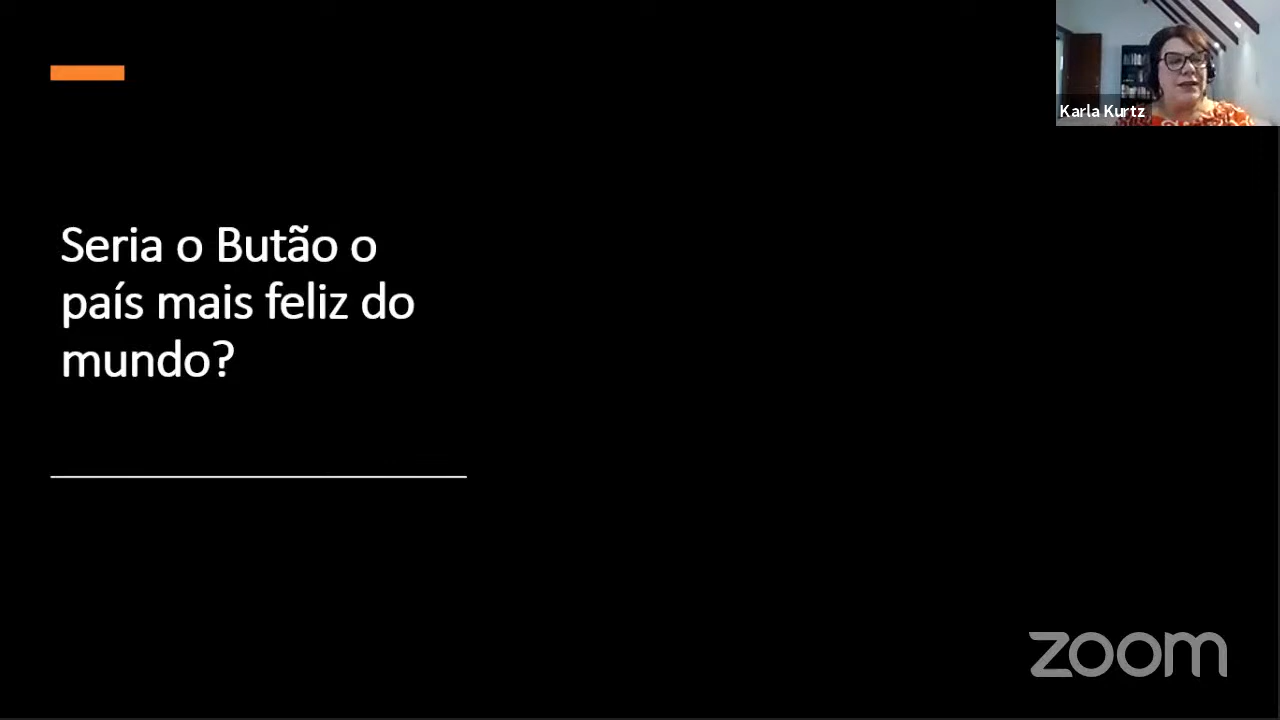 Karla Kurtz
Seria o Butão o
país mais feliz do
mundo?
zoom